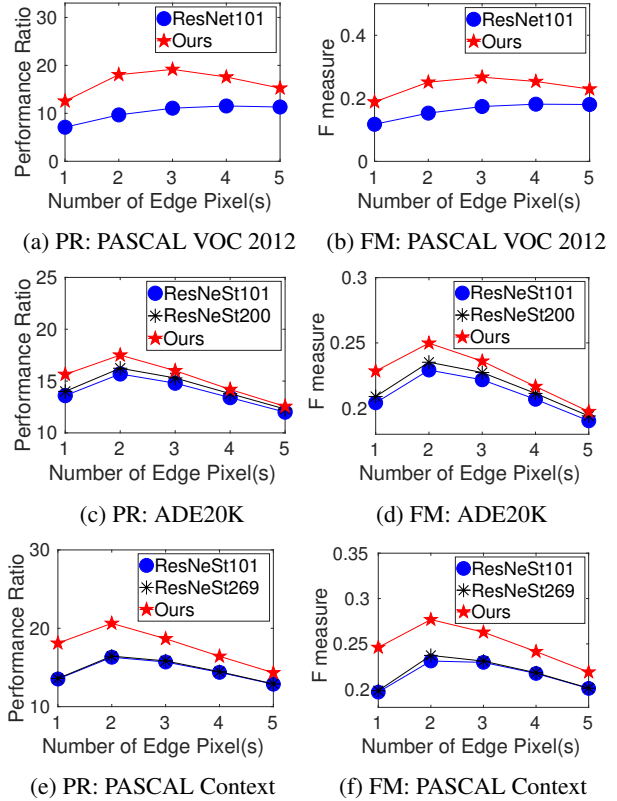 Performance Ratio
30
20
10
0
ResNet101
Ours
1 2 3 4 5
Number of Edge Pixel(s)
(a) PR: PASCAL VOC 2012
F measure
0.4
0.2
0
ResNet101
Ours
1 2 3 4 5
Number of Edge Pixel(s)
(b) FM: PASCAL VOC 2012
Performance Ratio
25
20
15
10
ResNeSt101
ResNeSt200
Ours
1 2 3 4 5
Number of Edge Pixel(s)
(c) PR: ADE20K
F measure
0.3
0.25
0.2
ResNeSt101
ResNeSt200
Ours
1 2 3 4 5
Number of Edge Pixel(s)
(d) FM: ADE20K
Performance Ratio
30
20
10
ResNeSt101
ResNeSt269
Ours
1 2 3 4 5
Number of Edge Pixel(s)
(e) PR: PASCAL Context
F measure
0.35
0.3
0.25
0.2
ResNeSt101
ResNeSt269
Ours
1 2 3 4 5
Number of Edge Pixel(s)
(f) FM: PASCAL Context